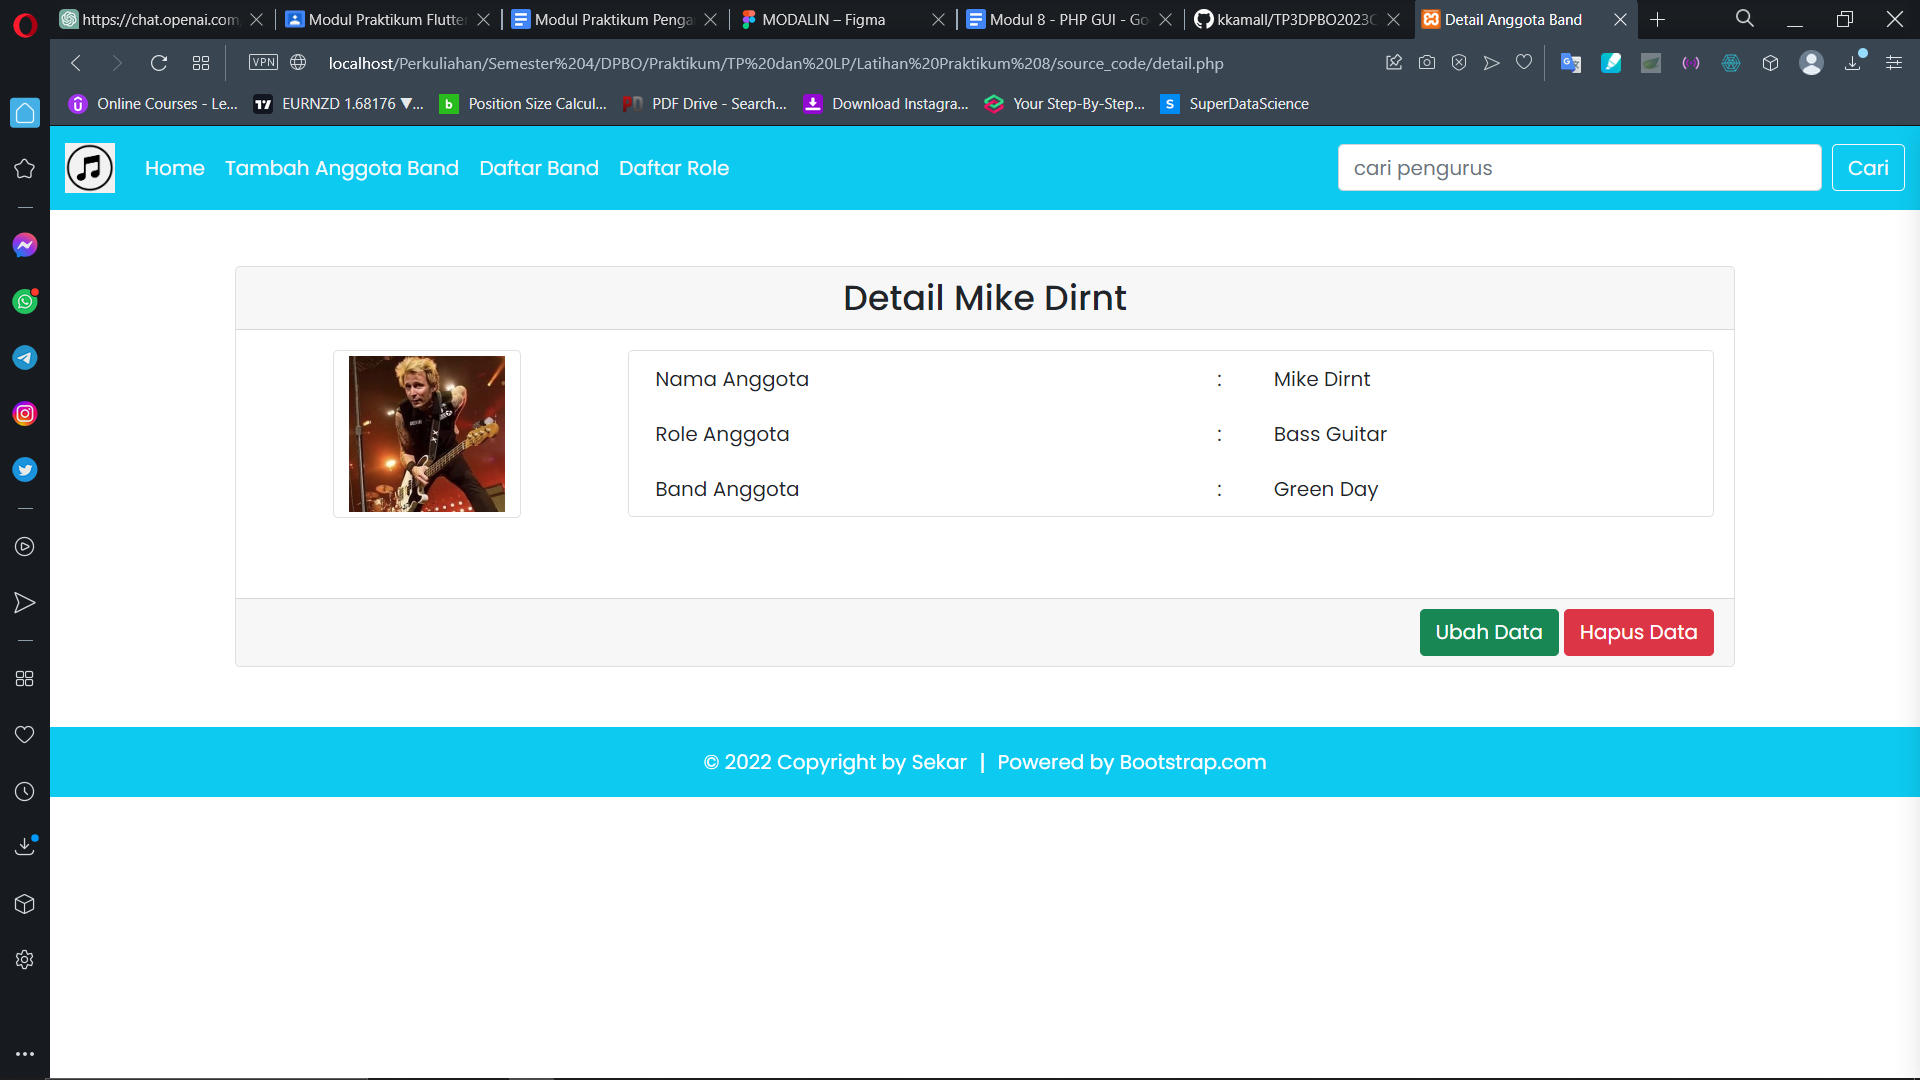 https://chat.openai.com
Modul Praktikum Flutter
Modul Praktikum Penga
MODALIN – Figma
Modul 8 - PHP GUI - Go
kkamall/TP3DPBO2023C
Detail Anggota Band
VPN
localhost/Perkuliahan/Semester%204/DPBO/Praktikum/TP%20dan%20LP/Latihan%20Praktikum%208/source_code/detail.php
Online Courses - Le...
EURNZD 1.68176 ▼...
Position Size Calcul...
PDF Drive - Search...
Download Instagra...
Your Step-By-Step...
SuperDataScience
Home
Tambah Anggota Band
Daftar Band
Daftar Role
cari pengurus
Cari
Detail Mike Dirnt
Nama Anggota : Mike Dirnt
Role Anggota : Bass Guitar
Band Anggota : Green Day
Ubah Data
Hapus Data
© 2022 Copyright by Sekar | Powered by Bootstrap.com